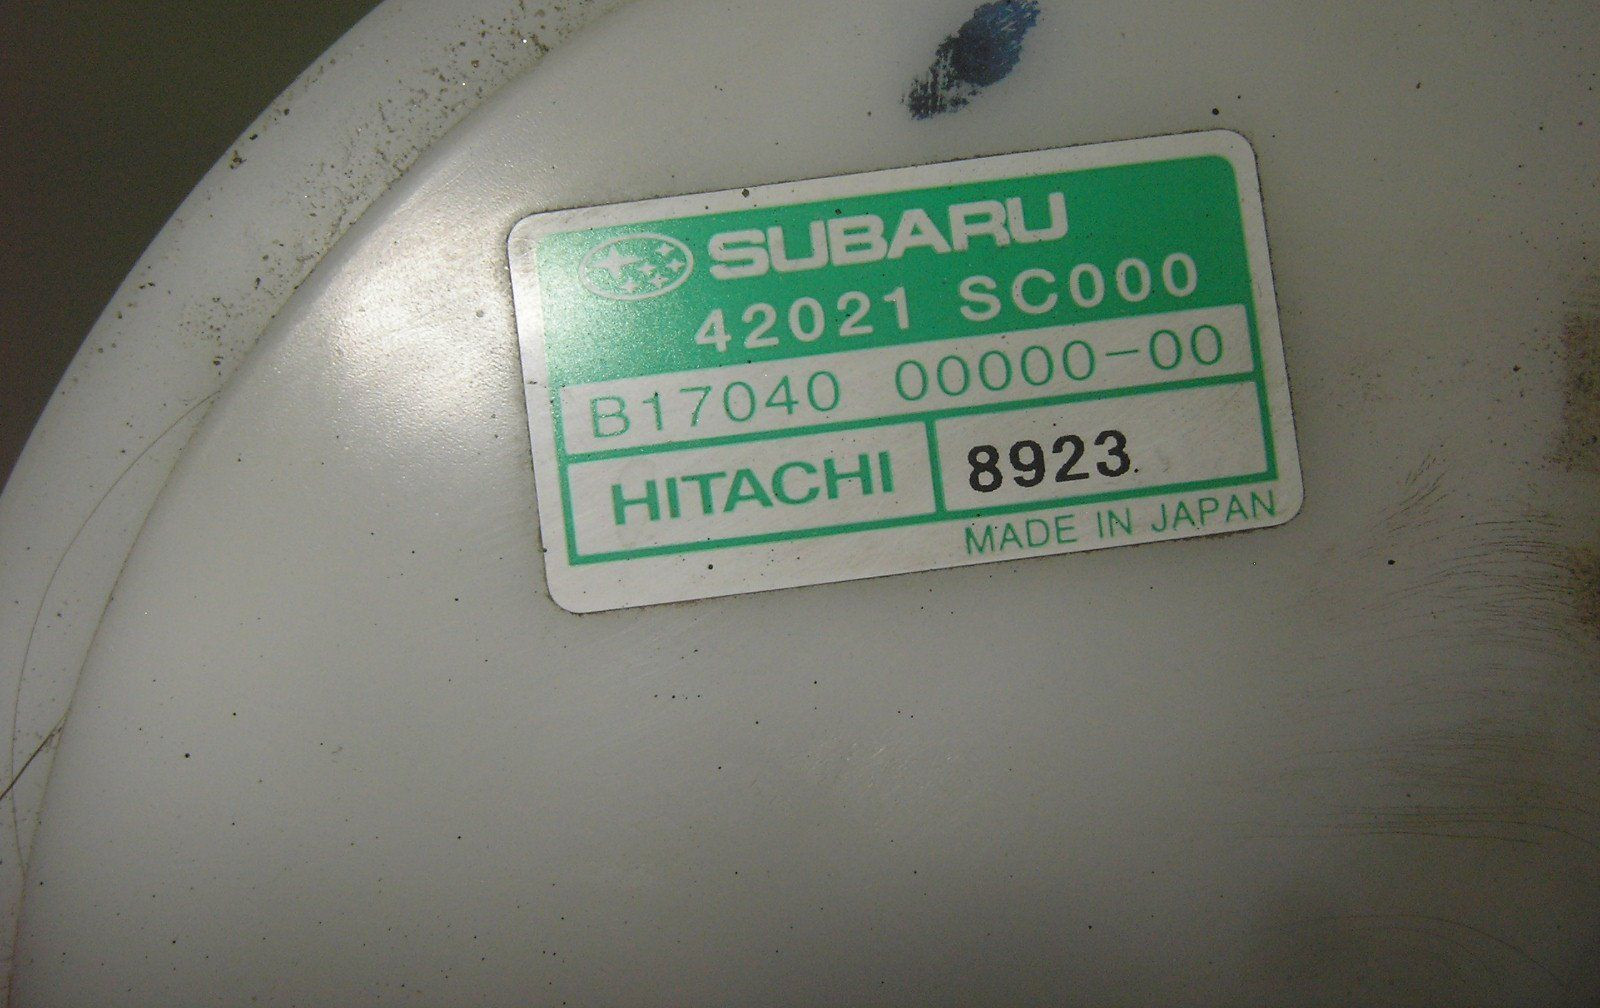 SUBARU
42021 SC000
B17040 00000-00
HITACHI 8923
MADE IN JAPAN